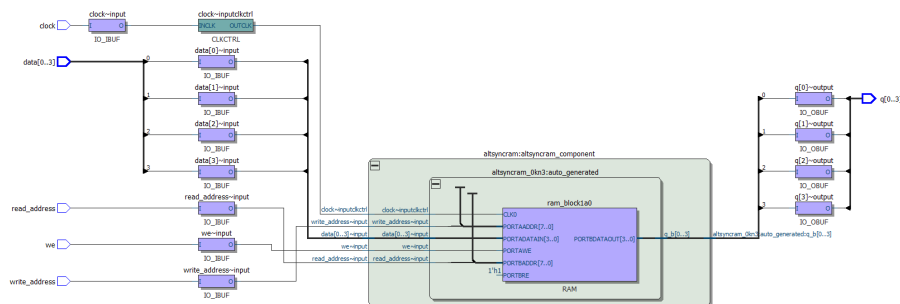 clock
clock~input
I O
IO_IBUF
clock~inputclkctrl
INCLK OUTCLK
CLKCTRL
data[0..3]
0
data[0]~input
I O
IO_IBUF
1
data[1]~input
I O
IO_IBUF
2
data[2]~input
I O
IO_IBUF
3
data[3]~input
I O
IO_IBUF
read_address
read_address~input
I O
IO_IBUF
we
we~input
I O
IO_IBUF
write_address
write_address~input
I O
IO_IBUF
altsyncram:altsyncram_component
altsyncram_0kn3:auto_generated
ram_block1a0
clock~inputclkctrl clock~inputclkctrl CLK0
write_address~input write_address~input PORTAADDR[7..0]
data[0..3]~input data[0..3]~input PORTADATAIN[3..0] PORTBDATAOUT[3..0] q_b[0..3] altsyncram_0kn3:auto_generated:q_b[0..3]
we~input we~input PORTAWE
read_address~input read_address~input PORTBADDR[7..0]
1'h1 PORTBRE
RAM
0
q[0]~output
I O
IO_OBUF
q[0..3]
1
q[1]~output
I O
IO_OBUF
2
q[2]~output
I O
IO_OBUF
3
q[3]~output
I O
IO_OBUF